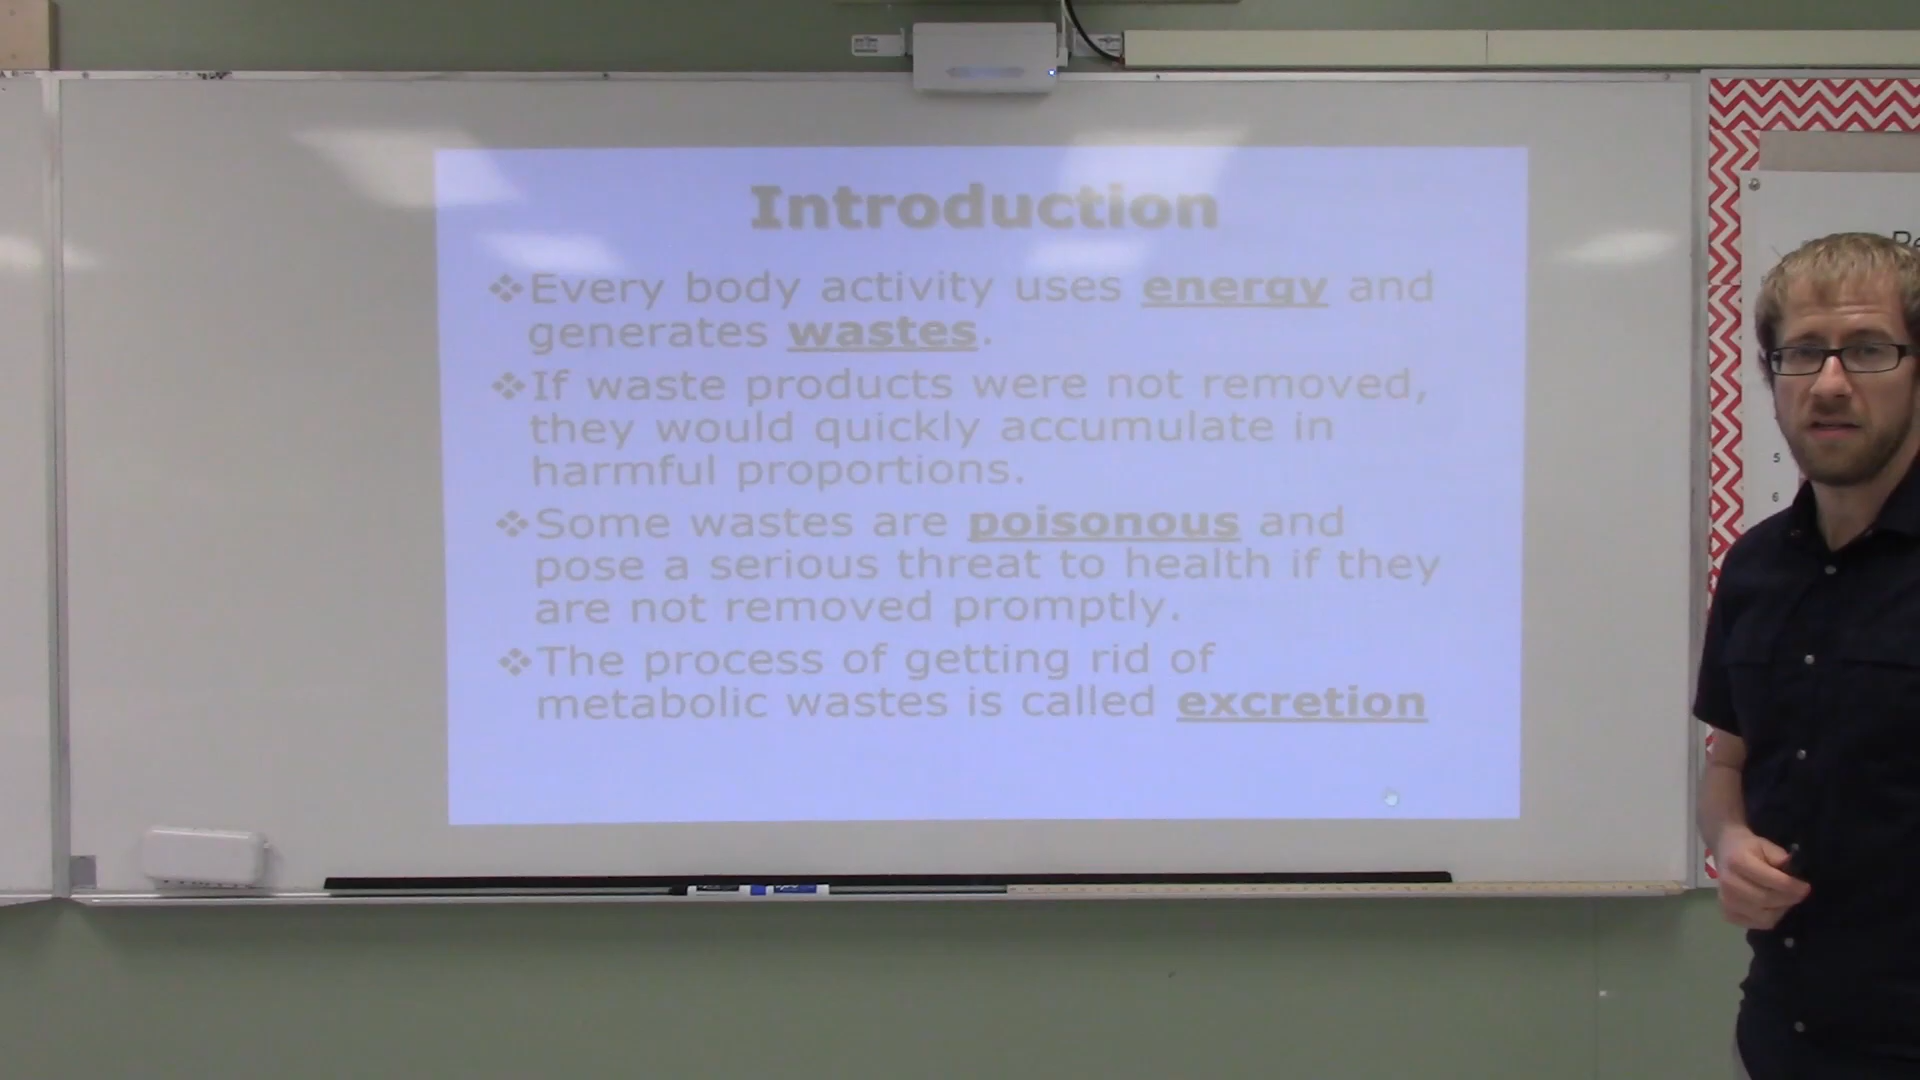 Introduction
Every body activity uses energy and
generates wastes.
If waste products were not removed,
they would quickly accumulate in
harmful proportions.
Some wastes are poisonous and
pose a serious threat to health if they
are not removed promptly.
The process of getting rid of
metabolic wastes is called excretion
5
6